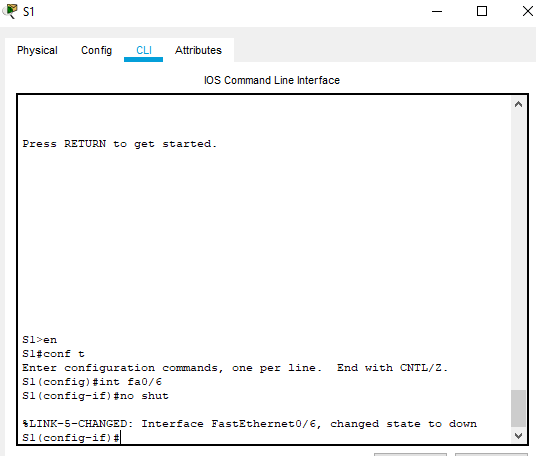 S1
Physical Config CLI Attributes
IOS Command Line Interface
Press RETURN to get started.
S1>en
S1#conf t
Enter configuration commands, one per line.  End with CNTL/Z.
S1(config)#int fa0/6
S1(config-if)#no shut
%LINK-5-CHANGED: Interface FastEthernet0/6, changed state to down
S1(config-if)#